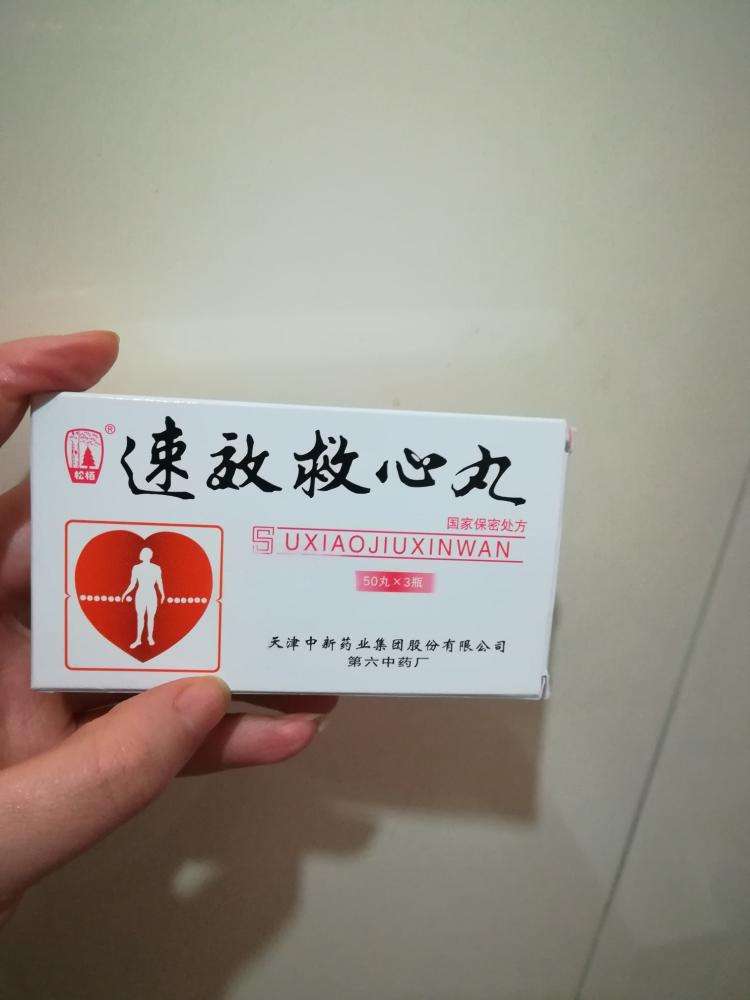 松栢
®
速效救心丸
国家保密处方
SUXIAOJIUXINWAN
50丸×3瓶
天津中新药业集团股份有限公司
第六中药厂